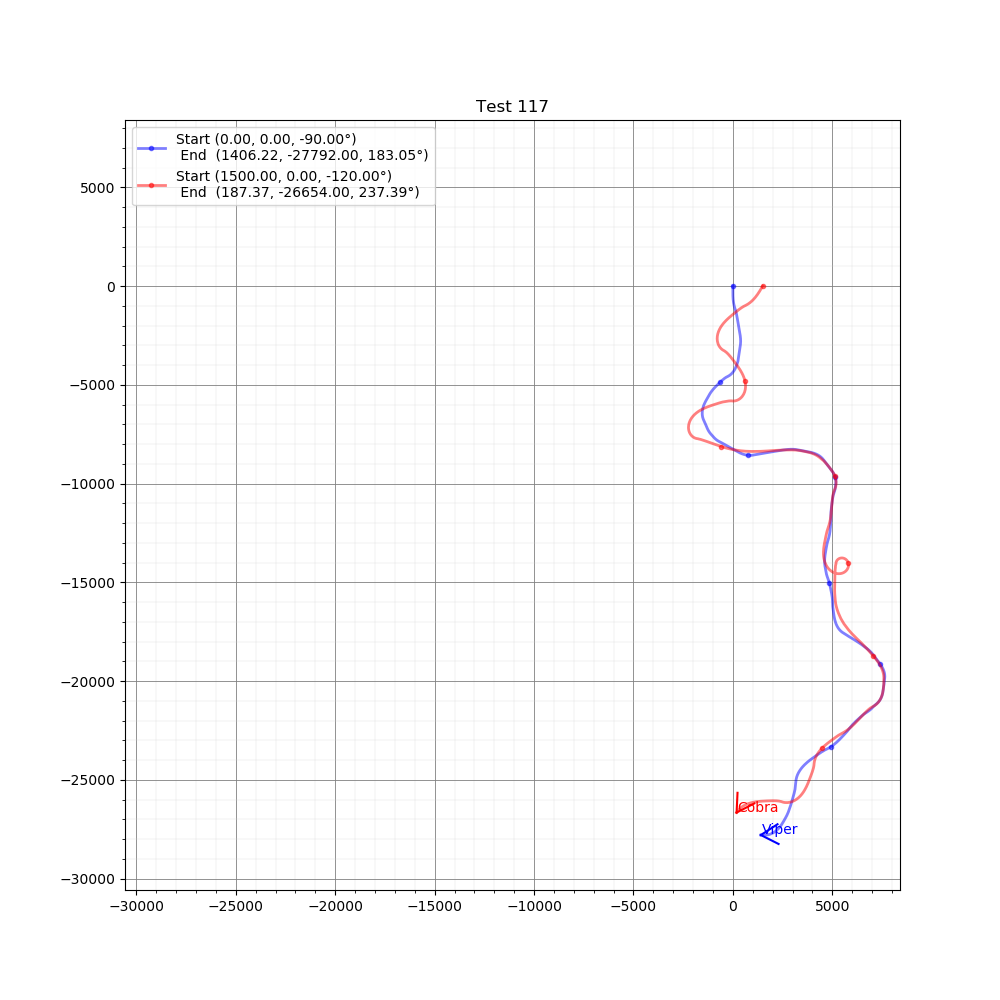 Test 117
Start (0.00, 0.00, -90.00°)
End  (1406.22, -27792.00, 183.05°)
Start (1500.00, 0.00, -120.00°)
End  (187.37, -26654.00, 237.39°)
5000
0
−5000
−10000
−15000
−20000
−25000
−30000
Cobra
Viper
−30000 −25000 −20000 −15000 −10000 −5000 0 5000